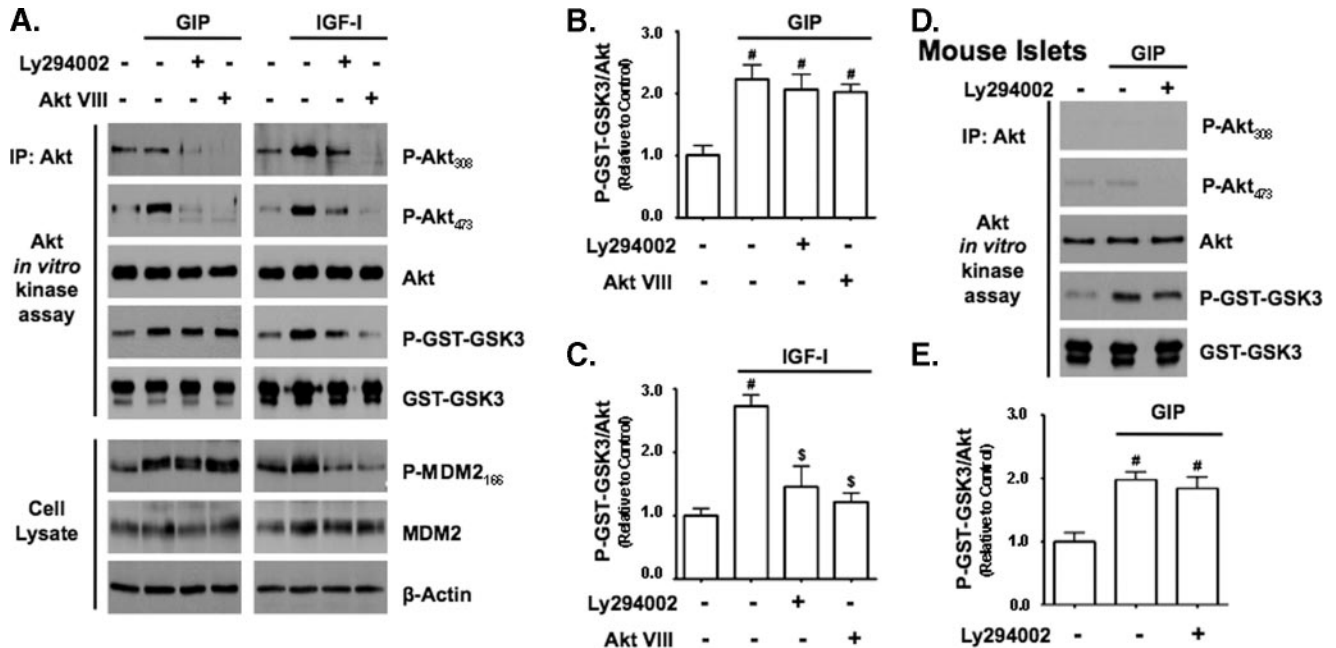 A.
GIP IGF-I
Ly294002 - - + - - - + -
Akt VIII - - - + - - - +
IP: Akt
Akt
in vitro
kinase
assay
P-Akt308
P-Akt473
Akt
P-GST-GSK3
GST-GSK3
Cell
Lysate
P-MDM2166
MDM2
β-Actin
B.
GIP
P-GST-GSK3/Akt
(Relative to Control)
3.0
2.0
1.0
0.0
# # #
Ly294002 - - + -
Akt VIII - - - +
C.
IGF-I
P-GST-GSK3/Akt
(Relative to Control)
3.0
2.0
1.0
0.0
# $ $
Ly294002 - - + -
Akt VIII - - - +
D.
Mouse Islets
GIP
Ly294002 - - +
IP: Akt
Akt
in vitro
kinase
assay
P-Akt308
P-Akt473
Akt
P-GST-GSK3
GST-GSK3
E.
GIP
P-GST-GSK3/Akt
(Relative to Control)
3.0
2.0
1.0
0.0
# #
Ly294002 - - +